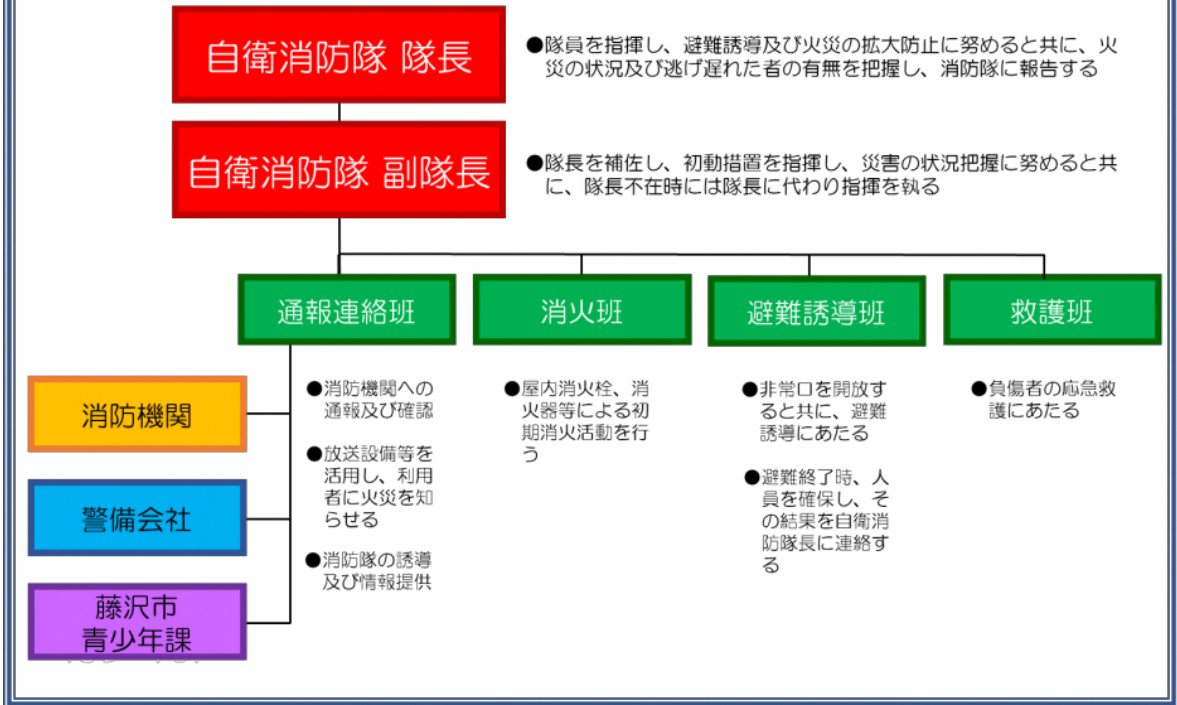 自衛消防隊 隊長
●隊員を指揮し、避難誘導及び火災の拡大防止に努めると共に、火
災の状況及び逃げ遅れた者の有無を把握し、消防隊に報告する
自衛消防隊 副隊長
●隊長を補佐し、初動措置を指揮し、災害の状況把握に努めると共
に、隊長不在時には隊長に代わり指揮を執る
通報連絡班
消火班
避難誘導班
救護班
消防機関
警備会社
藤沢市
青少年課
●消防機関への
通報及び確認
●放送設備等を
活用し、利用
者に火災を知
らせる
●消防隊の誘導
及び情報提供
●屋内消火栓、消
火器等による初
期消火活動を行
う
●非常口を開放す
ると共に、避難
誘導にあたる
●避難終了時、人
員を確保し、そ
の結果を自衛消
防隊長に連絡す
る
●負傷者の応急救
護にあたる